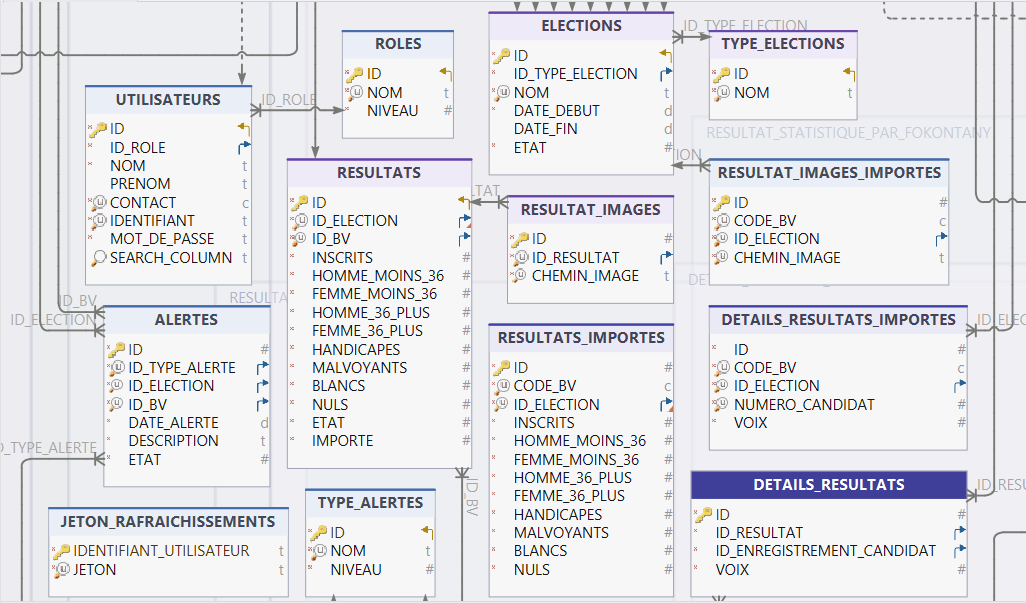 ROLES
ID
NOM t
NIVEAU #
ELECTIONS
ID
ID_TYPE_ELECTION
NOM t
DATE_DEBUT d
DATE_FIN d
ETAT #
ID_TYPE_ELECTION
TYPE_ELECTIONS
ID
NOM t
UTILISATEURS
ID
ID_ROLE
NOM t
PRENOM t
CONTACT c
IDENTIFIANT t
MOT_DE_PASSE t
SEARCH_COLUMN t
ID_ROLE
RESULTAT_STATISTIQUE_PAR_FOKONTANY
ION
RESULTATS
ID
ID_ELECTION
ID_BV
INSCRITS #
HOMME_MOINS_36 #
FEMME_MOINS_36 #
HOMME_36_PLUS #
FEMME_36_PLUS #
HANDICAPES #
MALVOYANTS #
BLANCS #
NULS #
ETAT #
IMPORTE #
TAT
RESULTAT_IMAGES
ID #
ID_RESULTAT
CHEMIN_IMAGE t
RESULTAT_IMAGES_IMPORTES
ID #
CODE_BV c
ID_ELECTION
CHEMIN_IMAGE t
ID_BV
ID_ELECTION
RESULTA
DET
ALERTES
ID #
ID_TYPE_ALERTE
ID_ELECTION
ID_BV
DATE_ALERTE d
DESCRIPTION t
ETAT #
D_TYPE_ALERTE
RESULTATS_IMPORTES
ID #
CODE_BV c
ID_ELECTION
INSCRITS #
HOMME_MOINS_36 #
FEMME_MOINS_36 #
HOMME_36_PLUS #
FEMME_36_PLUS #
HANDICAPES #
MALVOYANTS #
BLANCS #
NULS #
DETAILS_RESULTATS_IMPORTES
ID #
CODE_BV c
ID_ELECTION
NUMERO_CANDIDAT #
VOIX #
ID_ELEC
JETON_RAFRAICHISSEMENTS
IDENTIFIANT_UTILISATEUR t
JETON t
TYPE_ALERTES
ID
NOM t
NIVEAU #
ID_BV
DETAILS_RESULTATS
ID #
ID_RESULTAT
ID_ENREGISTREMENT_CANDIDAT
VOIX #
ID_RESU